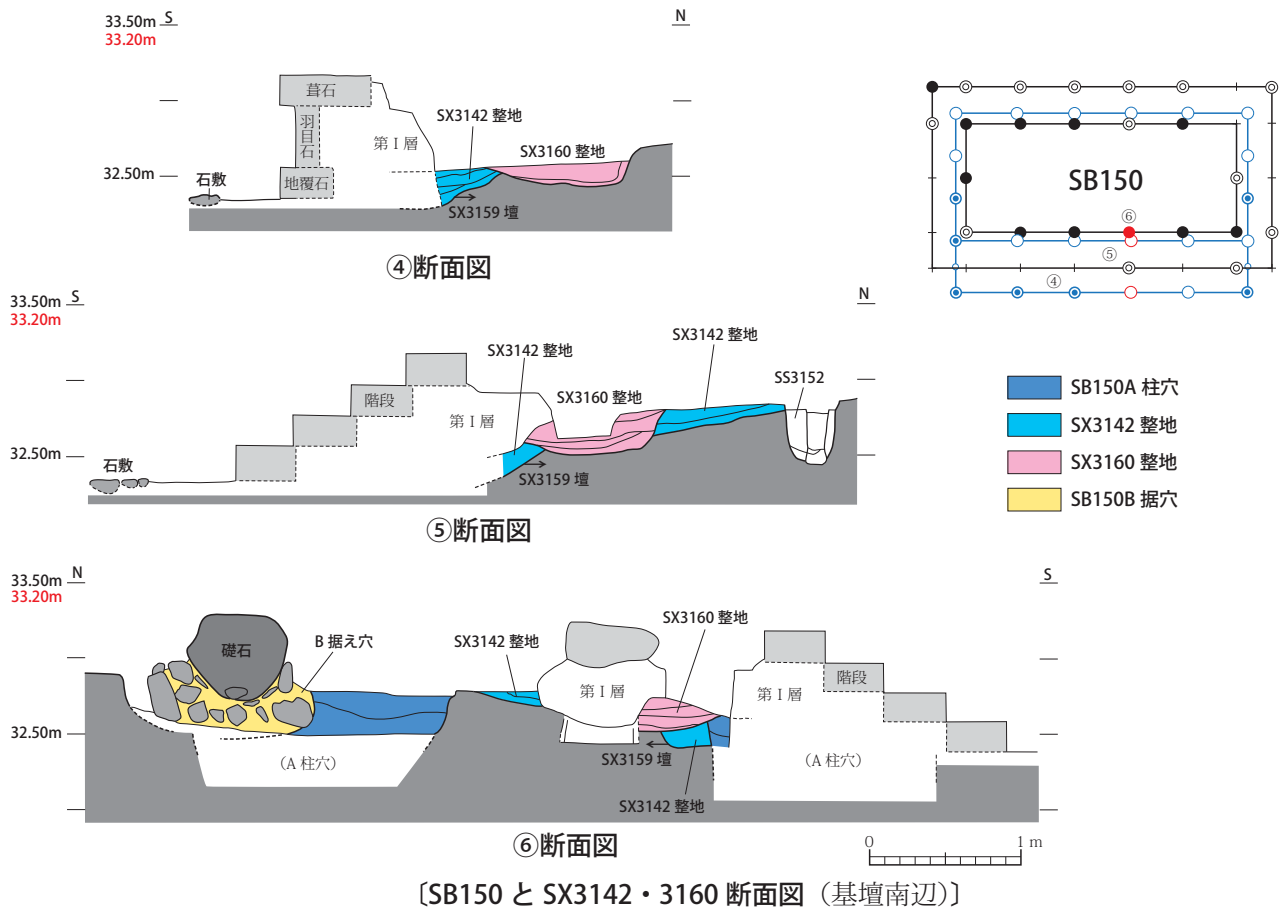 33.50m S
N
33.20m
葺石
羽目石
地覆石
第Ⅰ層
SX3142 整地
SX3160 整地
32.50m
石敷
SX3159 壇
④断面図
SB150
⑥
⑤
④
33.50m S
N
33.20m
SX3142 整地
SX3142 整地
SS3152
階段
SX3160 整地
第Ⅰ層
32.50m
石敷
SX3159 壇
⑤断面図
SB150A 柱穴
SX3142 整地
SX3160 整地
SB150B 据穴
33.50m N
S
33.20m
礎石
B 据え穴
SX3142 整地
SX3160 整地
第Ⅰ層
第Ⅰ層
階段
32.50m
(A 柱穴)
SX3159 壇
(A 柱穴)
SX3142 整地
⑥断面図
0
1 m
〔SB150 と SX3142・3160 断面図（基壇南辺）〕